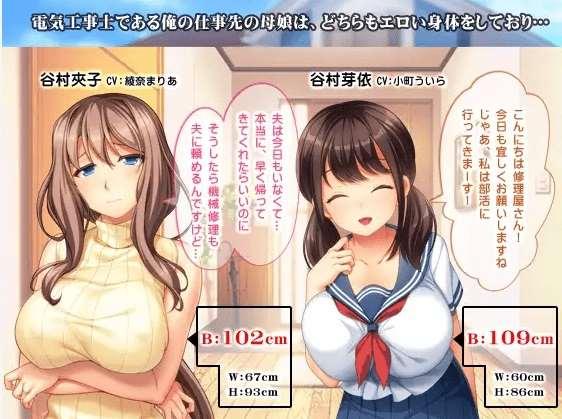 電気工事士である俺の仕事先の母娘は、どちらもエロい身体をしており…
谷村夾子 CV:綾奈まりあ
谷村芽依 CV:小町ういら
こんにちは修理屋さん!
今日も宜しくお願いしますね
じゃあ、私は部活に
行ってきまーす!
夫は今日もいなくて…
本当に、早く帰って
きてくれたらいいのに
そうしたら機械修理も
夫に頼めるんですけど…
B:102cm
W:67cm
H:93cm
B:109cm
W:60cm
H:86cm